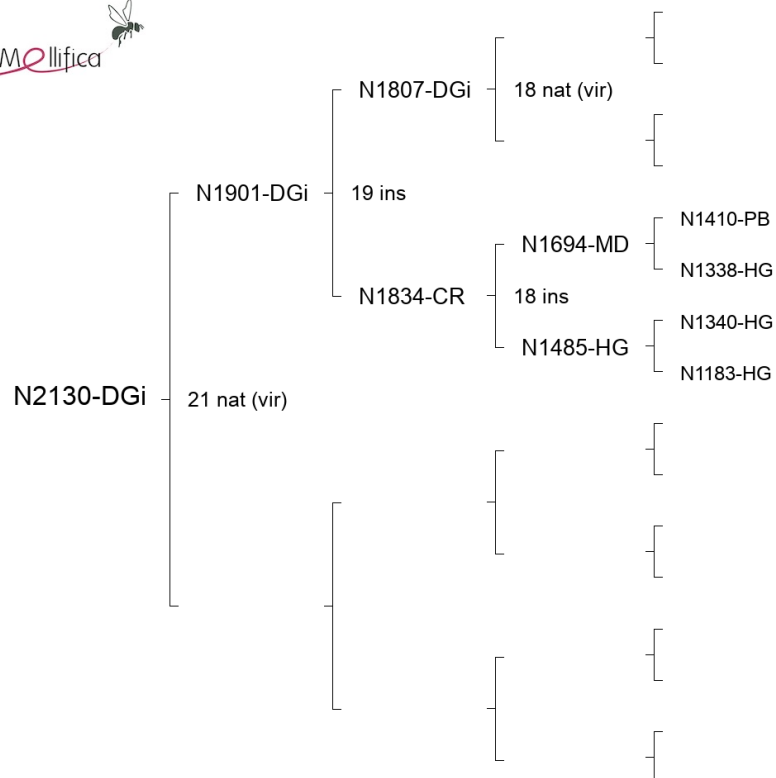 Mellifica
N1807-DGi
18 nat (vir)
N1901-DGi
19 ins
N1410-PB
N1694-MD
N1338-HG
N1834-CR
18 ins
N1340-HG
N1485-HG
N1183-HG
N2130-DGi
21 nat (vir)